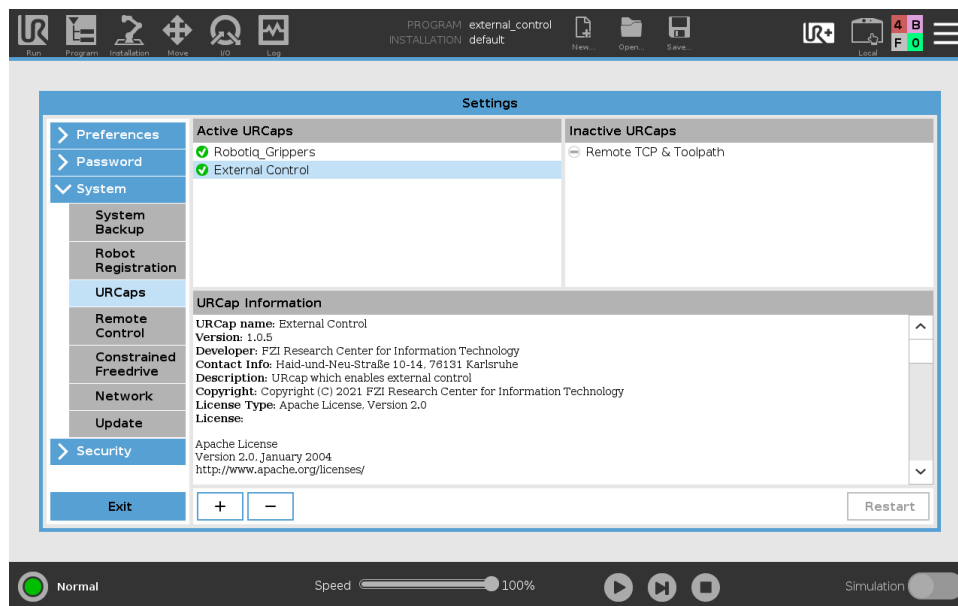 PROGRAM external_control
INSTALLATION default
UR
Run
Program
Installation
Move
I/O
Log
New...
Open...
Save...
UR+
Local
4 B
F 0
Settings
Preferences
Password
System
System
Backup
Robot
Registration
URCaps
Remote
Control
Constrained
Freedrive
Network
Update
Security
Exit
Active URCaps
Robotiq_Grippers
External Control
Inactive URCaps
Remote TCP & Toolpath
URCap Information
URCap name: External Control
Version: 1.0.5
Developer: FZI Research Center for Information Technology
Contact Info: Haid-und-Neu-Straße 10-14, 76131 Karlsruhe
Description: URcap which enables external control
Copyright: Copyright (C) 2021 FZI Research Center for Information Technology
License Type: Apache License, Version 2.0
License:
Apache License
Version 2.0, January 2004
http://www.apache.org/licenses/
+
−
Restart
Normal
Speed 100%
Simulation